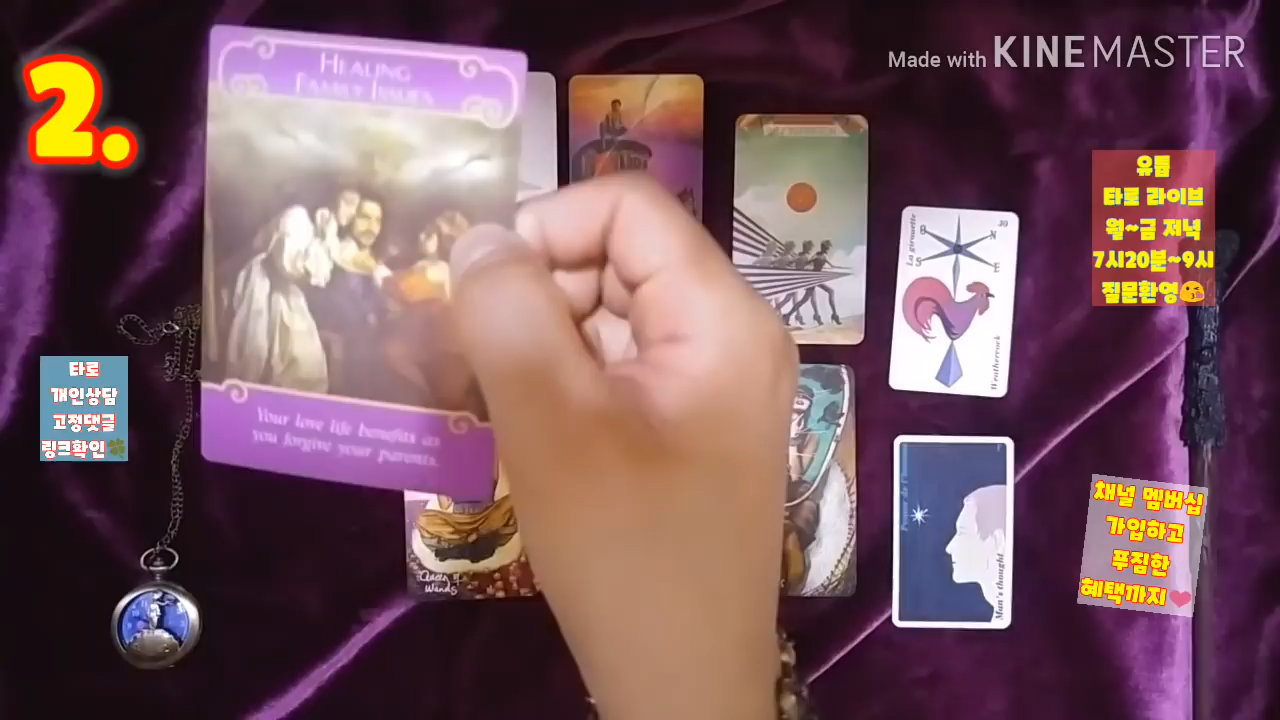 Made with KINEMASTER
2.
HEALING
FAMILY ISSUES
Your love life benefits as
you forgive your parents.
유튭
타로 라이브
월~금 저녁
7시20분~9시
질문환영😘
타로
개인상담
고정댓글
링크확인🍀
La girouette
Weathercock
Man's thought
Queen of
Wands
채널 멤버십
가입하고
푸짐한
혜택까지❤